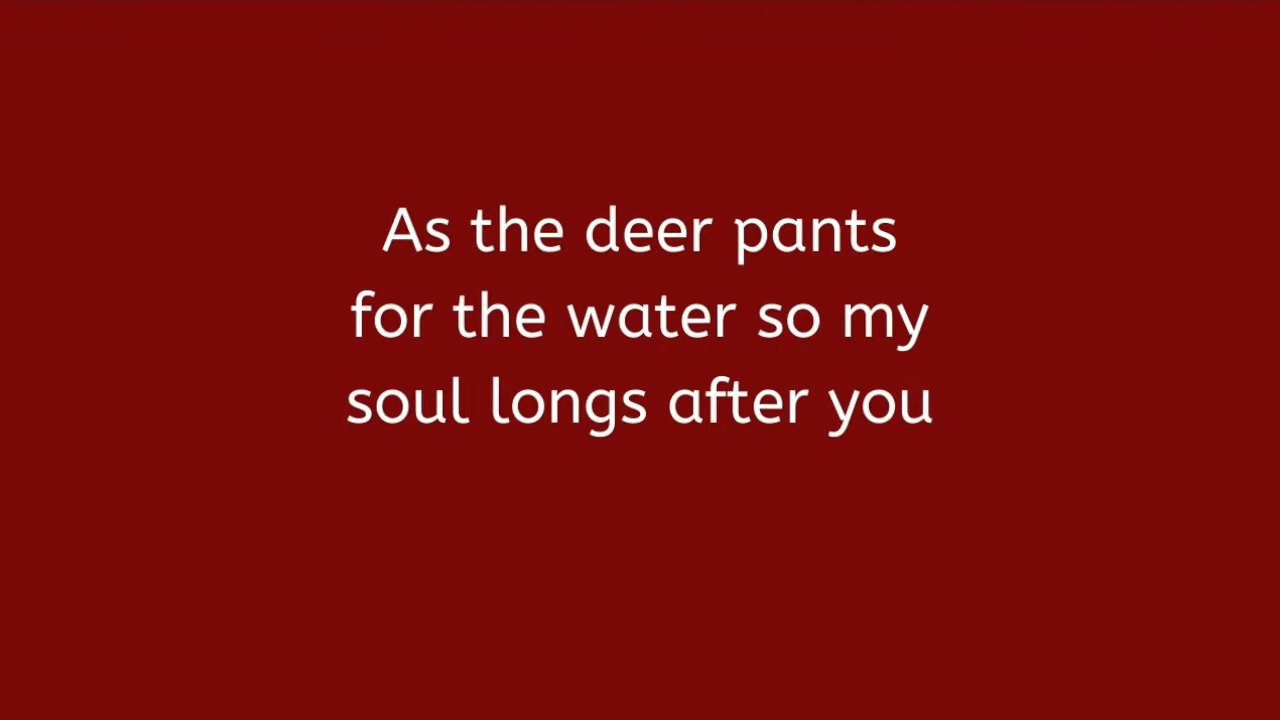 As the deer pants
for the water so my
soul longs after you